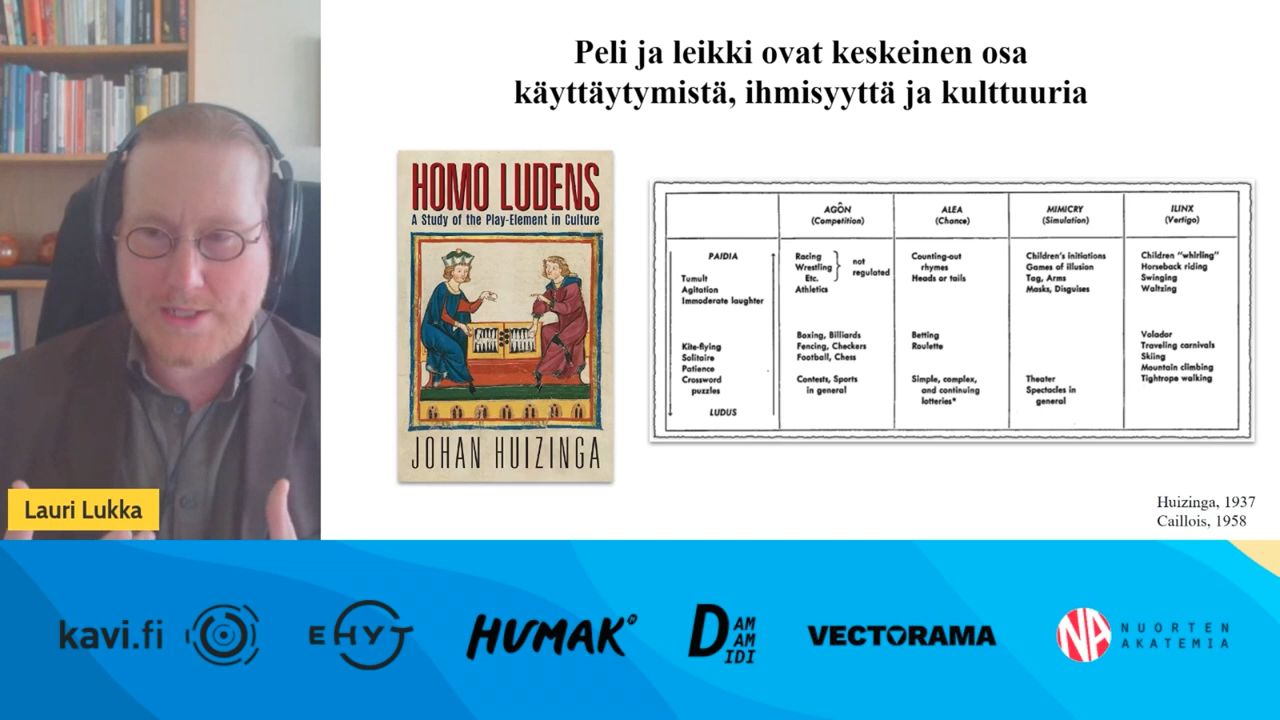 Peli ja leikki ovat keskeinen osa
käyttäytymistä, ihmisyyttä ja kulttuuria
HOMO LUDENS
A Study of the Play-Element in Culture
JOHAN HUIZINGA
AGÔN
(Competition)
ALEA
(Chance)
MIMICRY
(Simulation)
ILINX
(Vertigo)
PAIDIA
Tumult
Agitation
Immoderate laughter
Kite-flying
Solitaire
Patience
Crossword
puzzles
LUDUS
Racing
Wrestling
Etc.
Athletics
not
regulated
Boxing, Billiards
Fencing, Checkers
Football, Chess
Contests, Sports
in general
Counting-out
rhymes
Heads or tails
Betting
Roulette
Simple, complex,
and continuing
lotteries*
Children's initiations
Games of illusion
Tag, Arms
Masks, Disguises
Theater
Spectacles in
general
Children "whirling"
Horseback riding
Swinging
Waltzing
Volador
Traveling carnivals
Skiing
Mountain climbing
Tightrope walking
Huizinga, 1937
Caillois, 1958
Lauri Lukka
kavi.fi
EHYT
HUMAK
DAM
AM
IDI
VECTORAMA
NA
NUORTEN
AKATEMIA